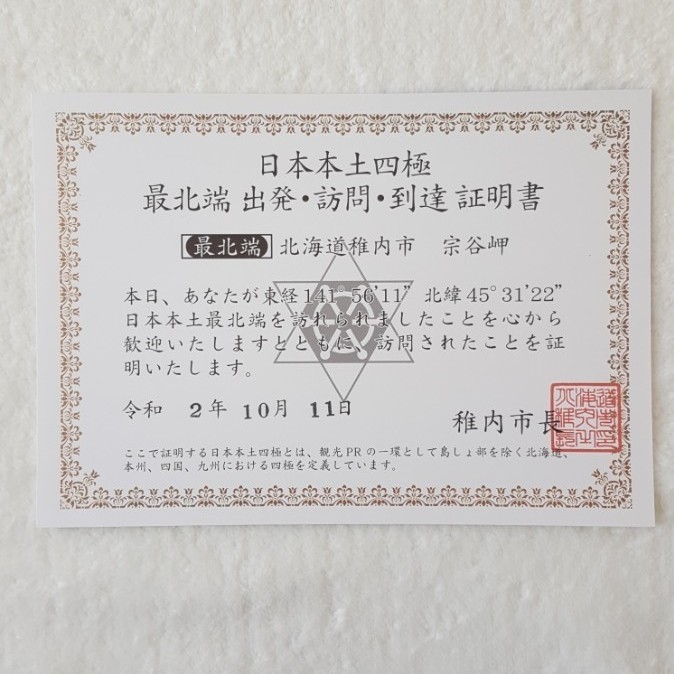 日本本土四極
最北端 出発・訪問・到達 証明書
最北端 北海道稚内市 宗谷岬
本日、あなたが東経141°56'11" 北緯45°31'22"
日本本土最北端を訪れられましたことを心から
歓迎いたしますとともに、訪問されたことを証
明いたします。
令和 2年 10月 11日
稚内市長
ここで証明する日本本土四極とは、観光PRの一環として島しょ部を除く北海道、
本州、四国、九州における四極を定義しています。